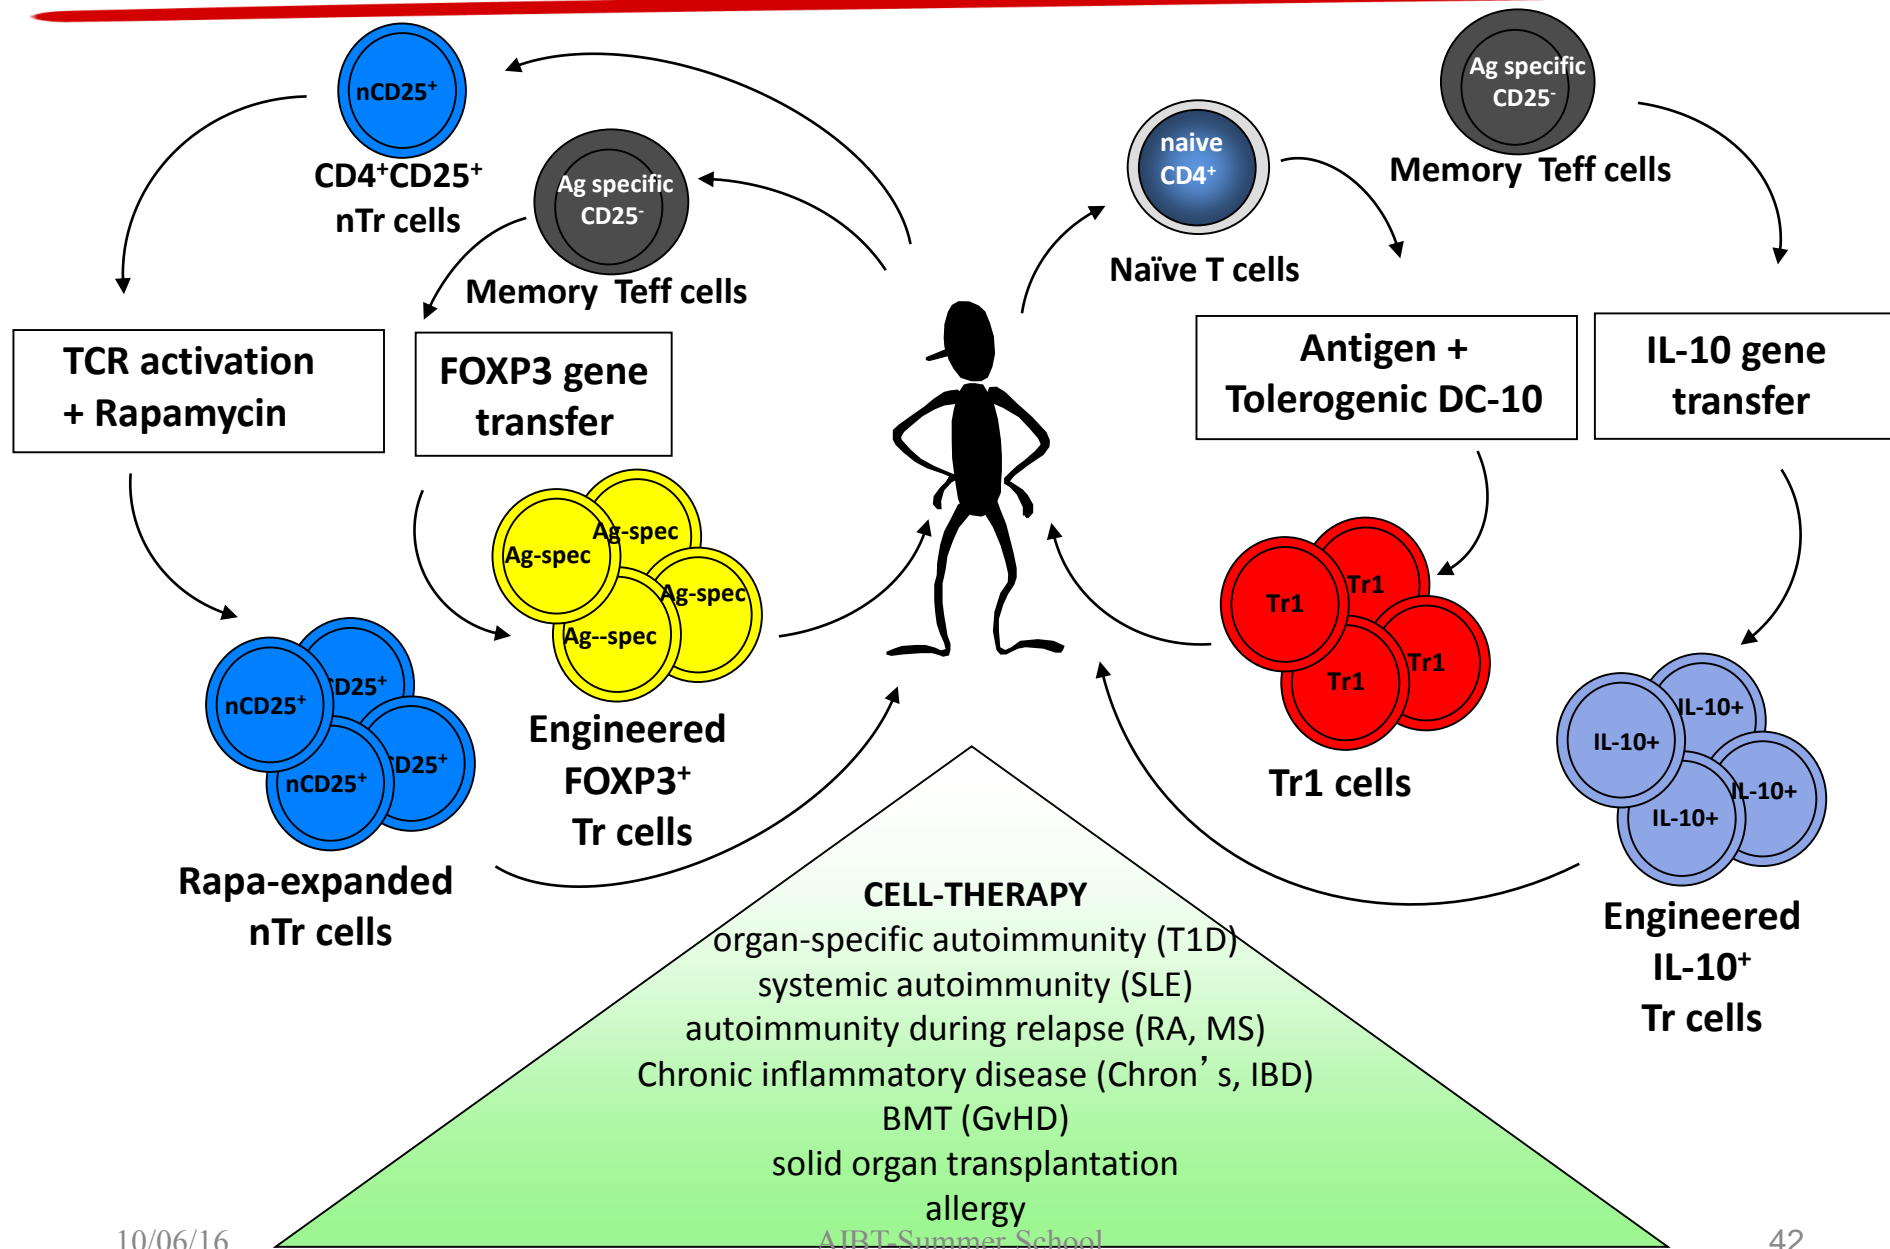 nCD25⁺
CD4⁺CD25⁺
nTr cells
Ag specific
CD25⁻
Memory Teff cells
naive
CD4⁺
Naïve T cells
Ag specific
CD25⁻
Memory Teff cells
TCR activation
+ Rapamycin
FOXP3 gene
transfer
Antigen +
Tolerogenic DC-10
IL-10 gene
transfer
Ag-spec
Ag-spec
Ag-spec
Ag--spec
Engineered
FOXP3⁺
Tr cells
nCD25⁺
CD25⁺
nCD25⁺
CD25⁺
Rapa-expanded
nTr cells
Tr1
Tr1
Tr1
Tr1
Tr1 cells
IL-10+
IL-10+
IL-10+
IL-10+
Engineered
IL-10⁺
Tr cells
CELL-THERAPY
organ-specific autoimmunity (T1D)
systemic autoimmunity (SLE)
autoimmunity during relapse (RA, MS)
Chronic inflammatory disease (Chron’ s, IBD)
BMT (GvHD)
solid organ transplantation
allergy
10/06/16
AIBT-Summer School
42